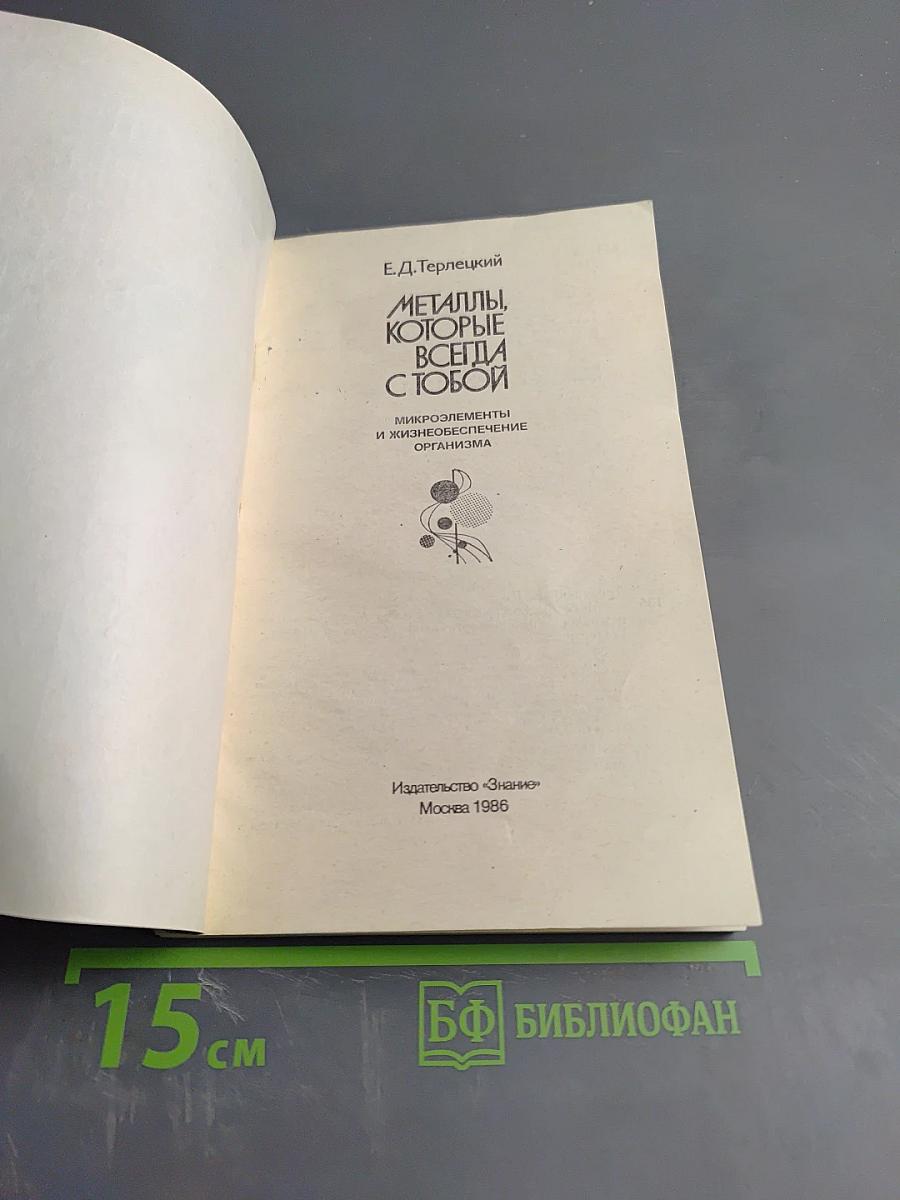 Е.Д.Терлецкий
МЕТАЛЛЫ,
КОТОРЫЕ
ВСЕГДА
С ТОБОЙ
МИКРОЭЛЕМЕНТЫ
И ЖИЗНЕОБЕСПЕЧЕНИЕ
ОРГАНИЗМА
Издательство «Знание»
Москва 1986
15 см
БФ БИБЛИОФАН